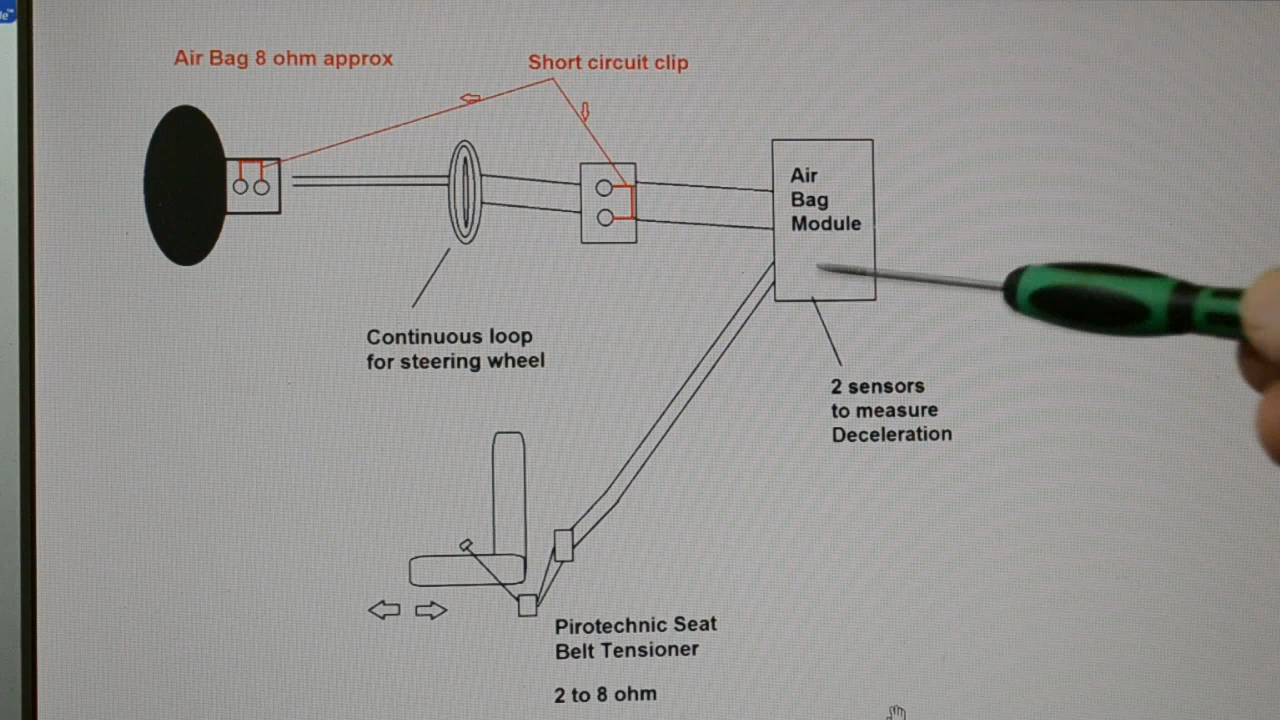 Air Bag 8 ohm approx
Short circuit clip
Air
Bag
Module
Continuous loop
for steering wheel
2 sensors
to measure
Deceleration
Pirotechnic Seat
Belt Tensioner
2 to 8 ohm